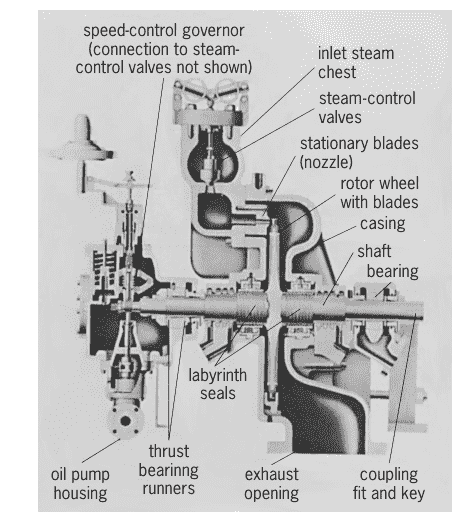 speed-control governor
(connection to steam-
control valves not shown)
inlet steam
chest
steam-control
valves
stationary blades
(nozzle)
rotor wheel
with blades
casing
shaft
bearing
labyrinth
seals
thrust
bearinng
runners
oil pump
housing
exhaust
opening
coupling
fit and key